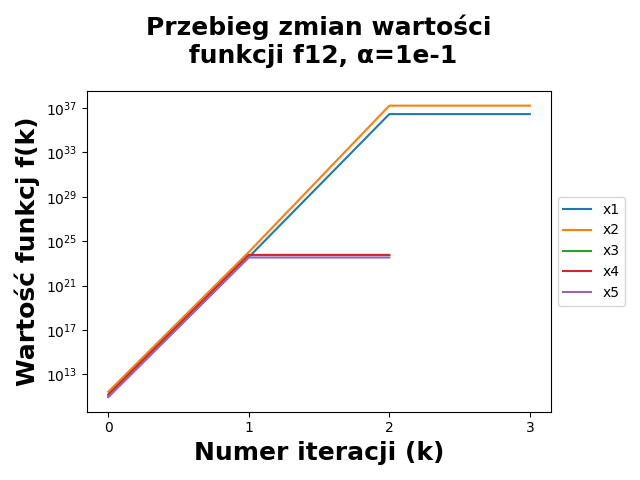 Przebieg zmian wartości
funkcji f12, α=1e-1
Wartość funkcj f(k)
10^37
10^33
10^29
10^25
10^21
10^17
10^13
0 1 2 3
Numer iteracji (k)
x1
x2
x3
x4
x5